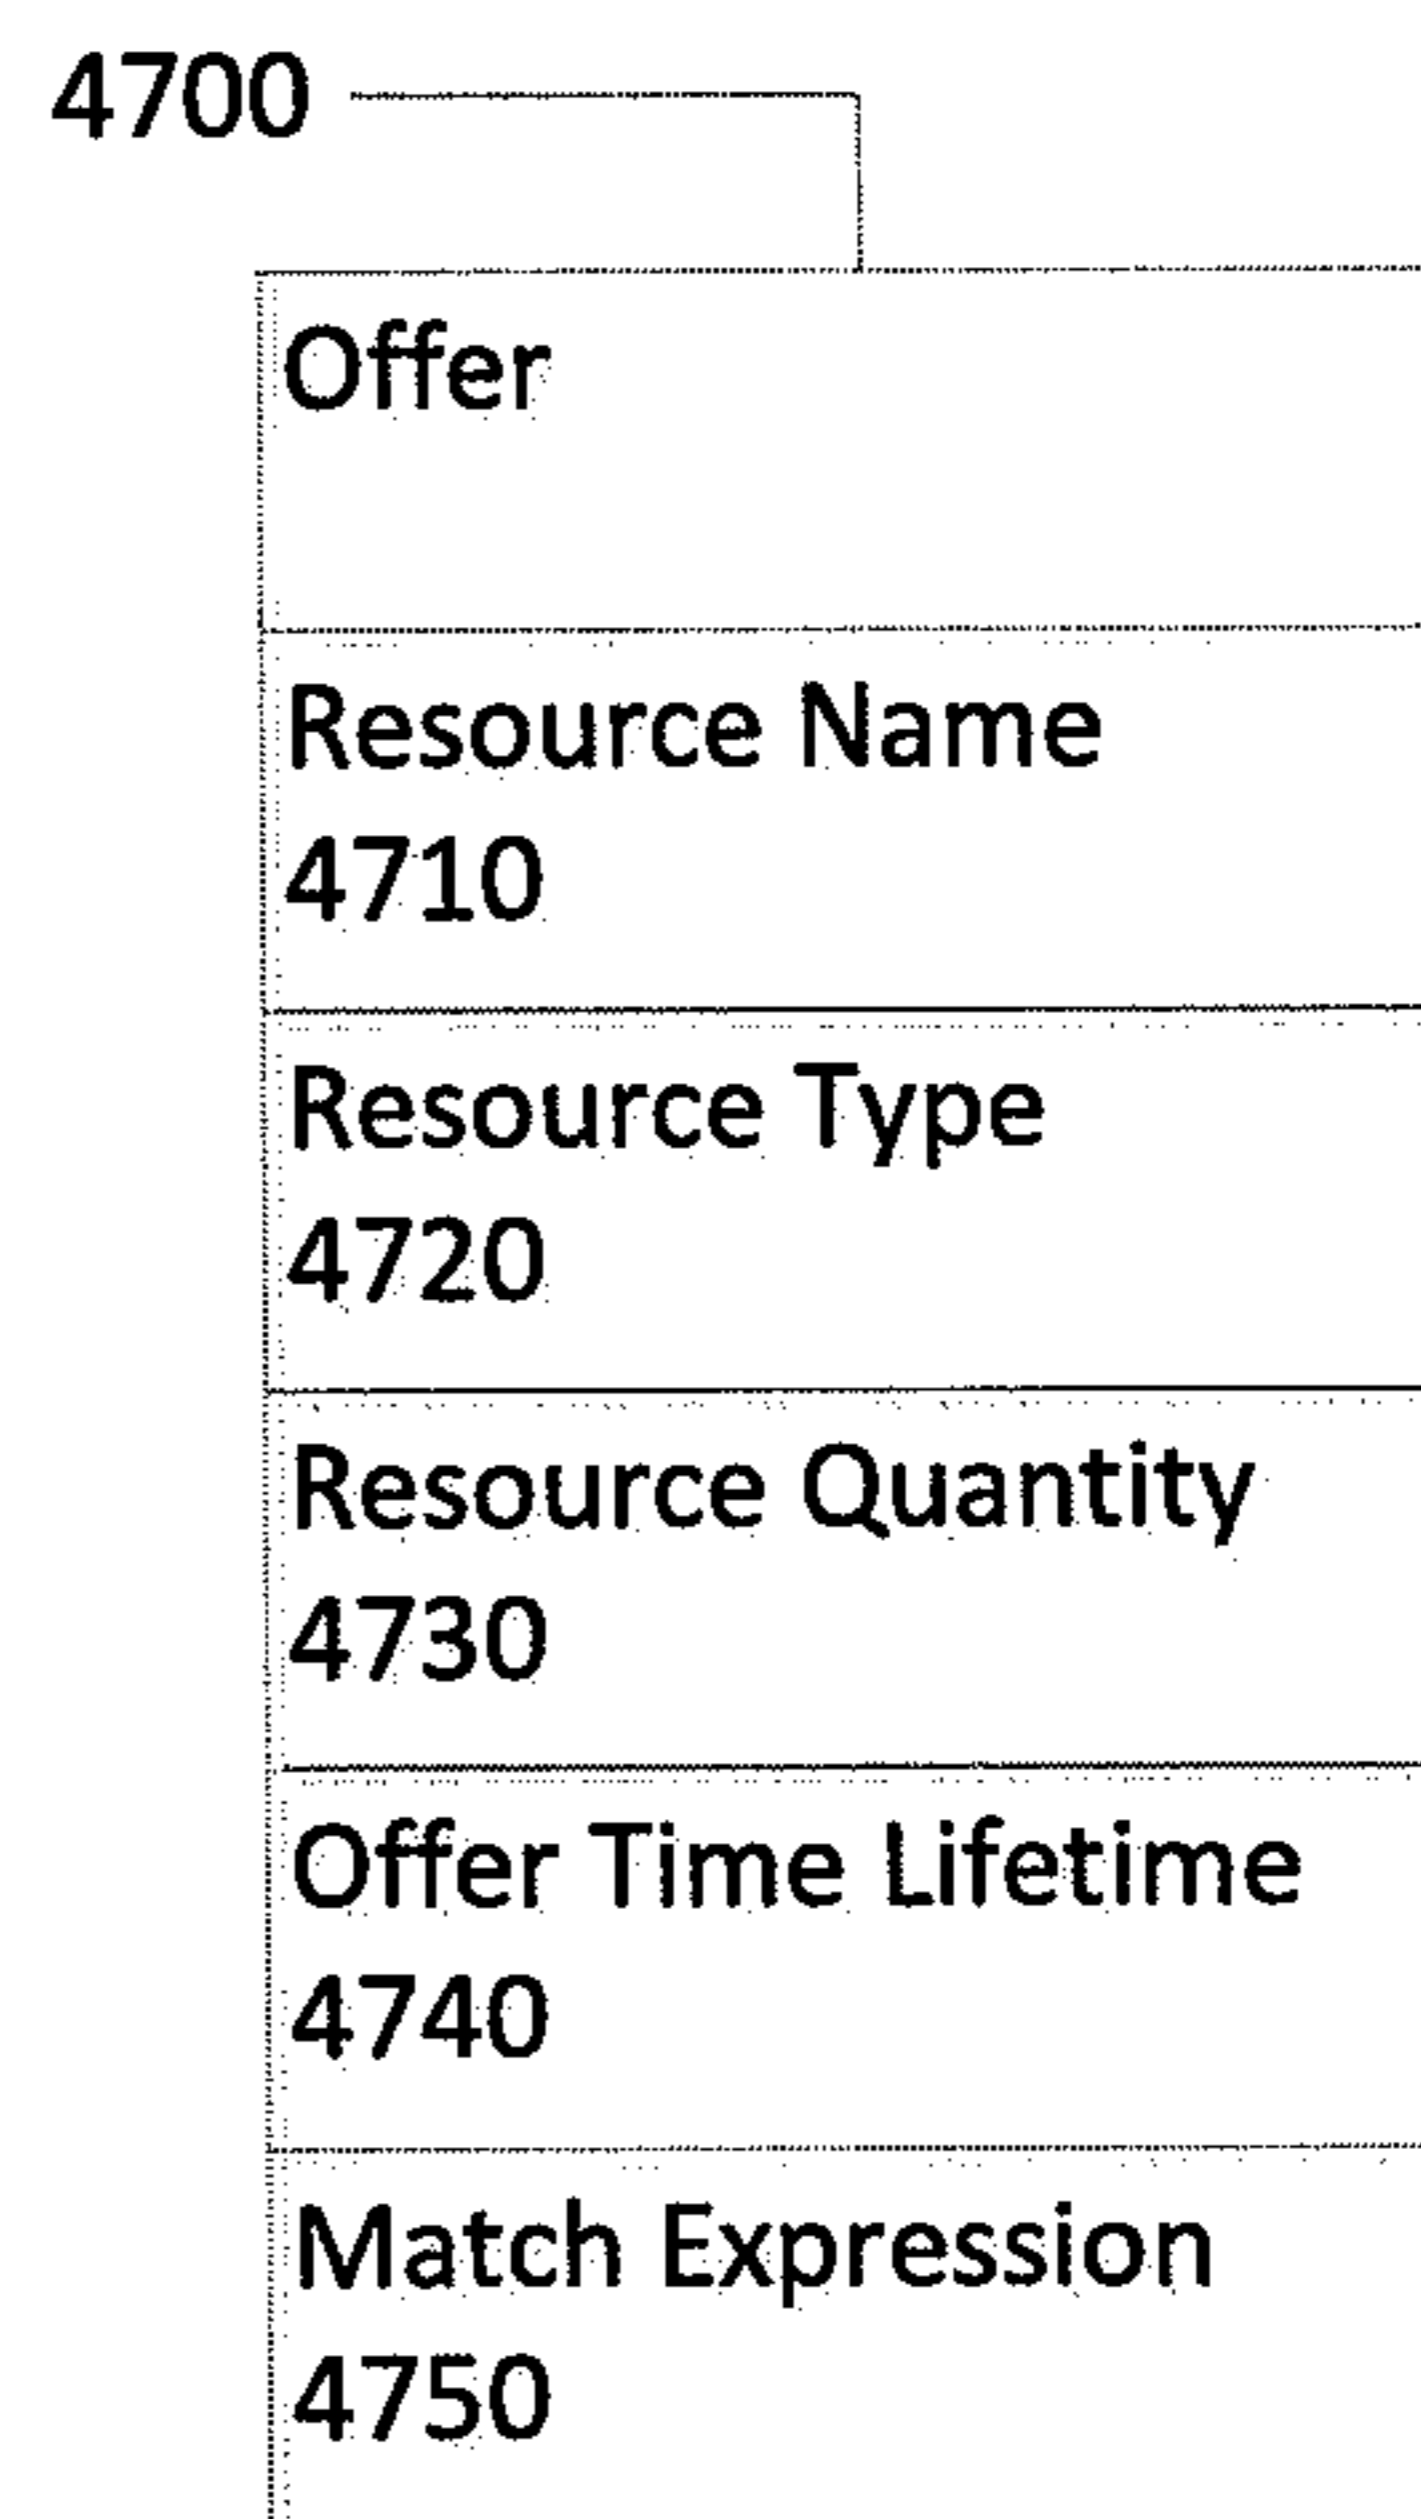 4700
Offer
Resource Name
4710
Resource Type
4720
Resource Quantity
4730
Offer Time Lifetime
4740
Match Expression
4750